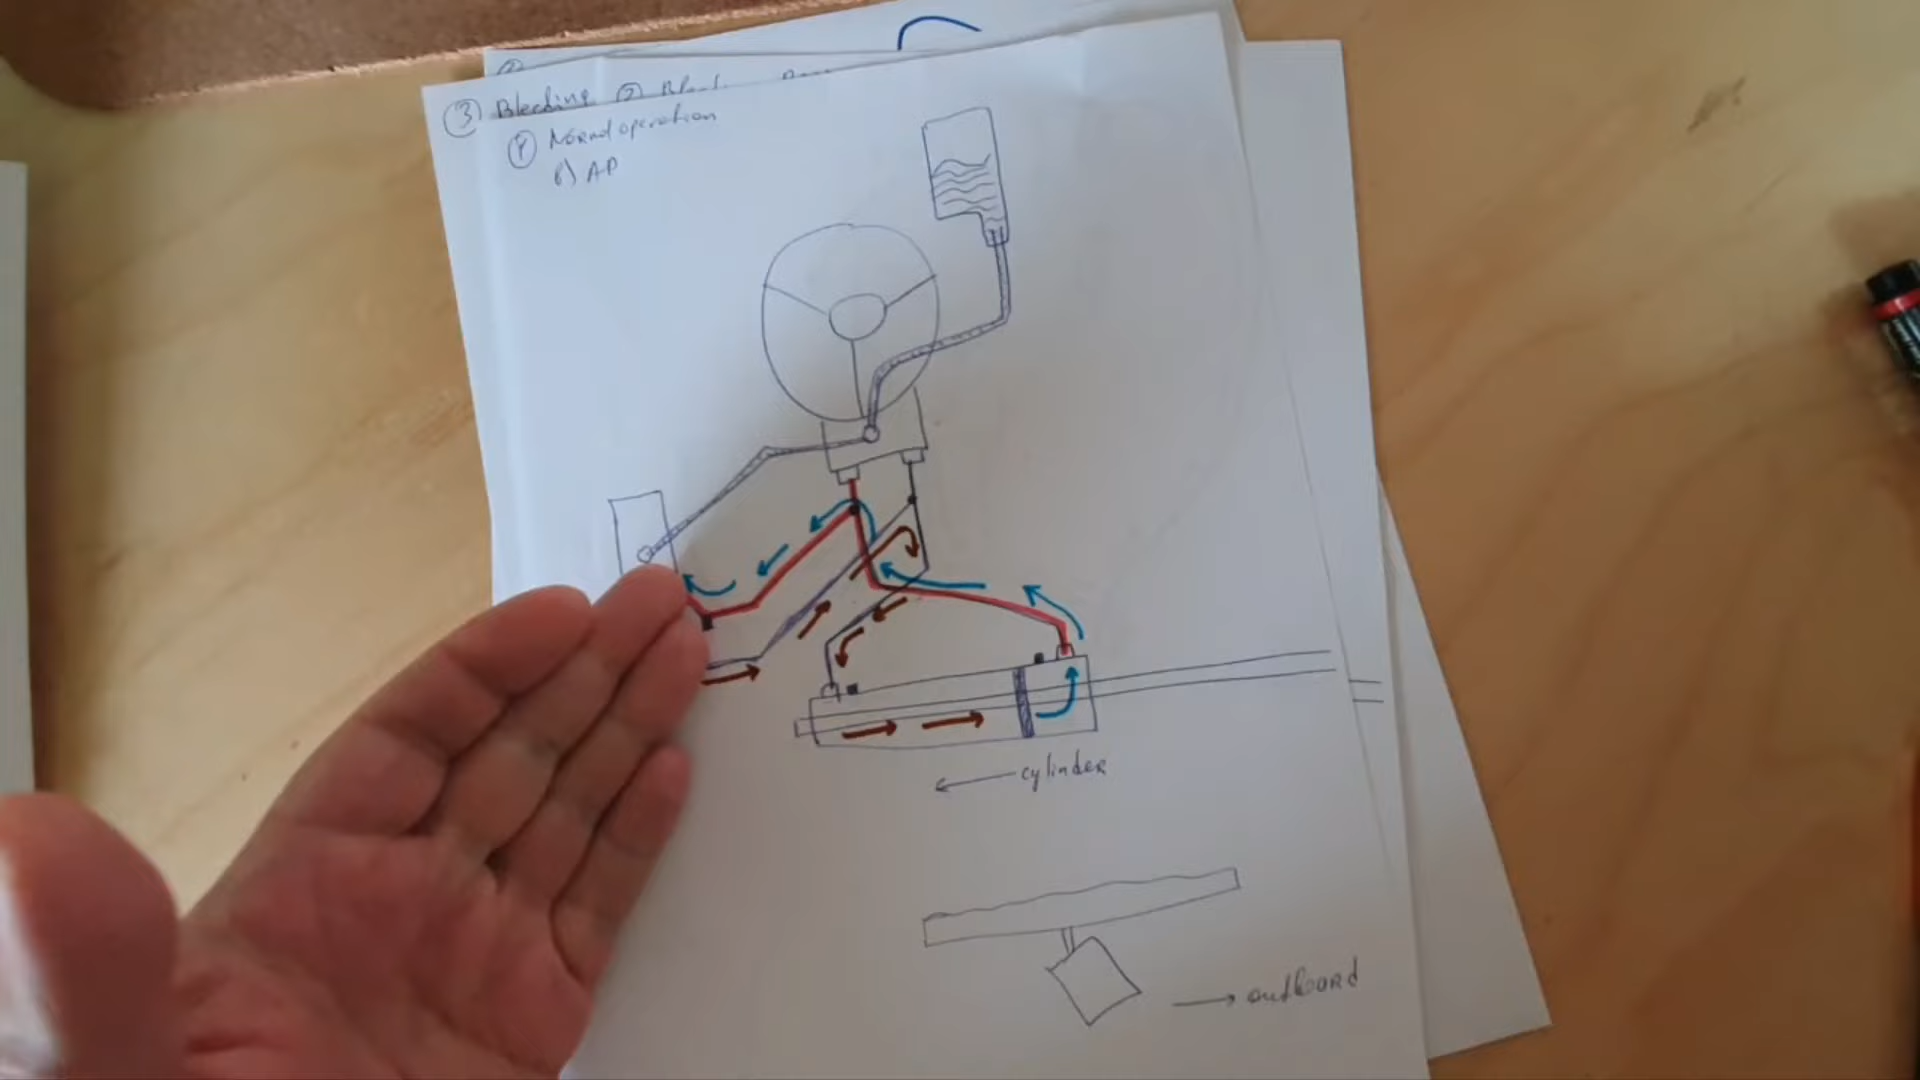 ③ Bleeding
④ Normal operation
b) AP
← cylinder
→ outboard